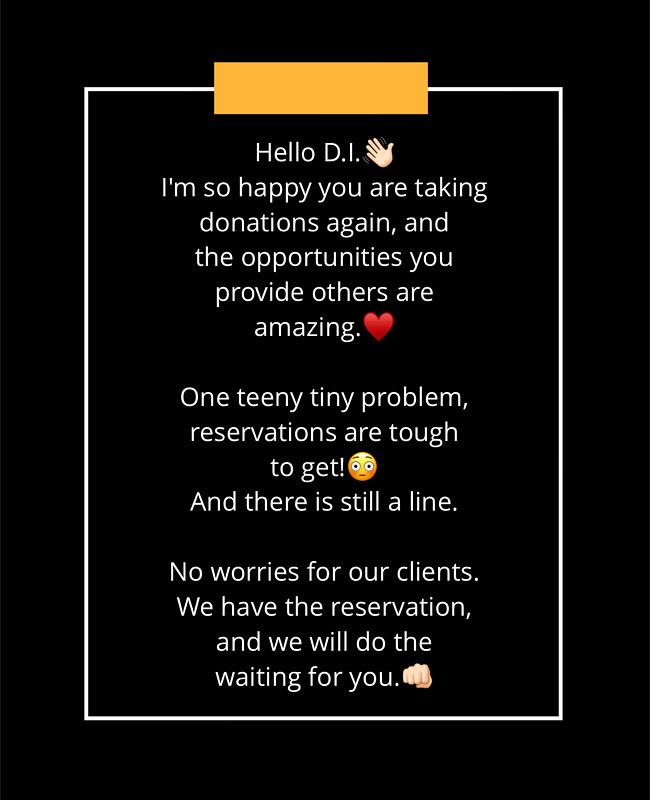 Hello D.I.👋🏻
I'm so happy you are taking
donations again, and
the opportunities you
provide others are
amazing.♥️
One teeny tiny problem,
reservations are tough
to get!😳
And there is still a line.
No worries for our clients.
We have the reservation,
and we will do the
waiting for you.👊🏻